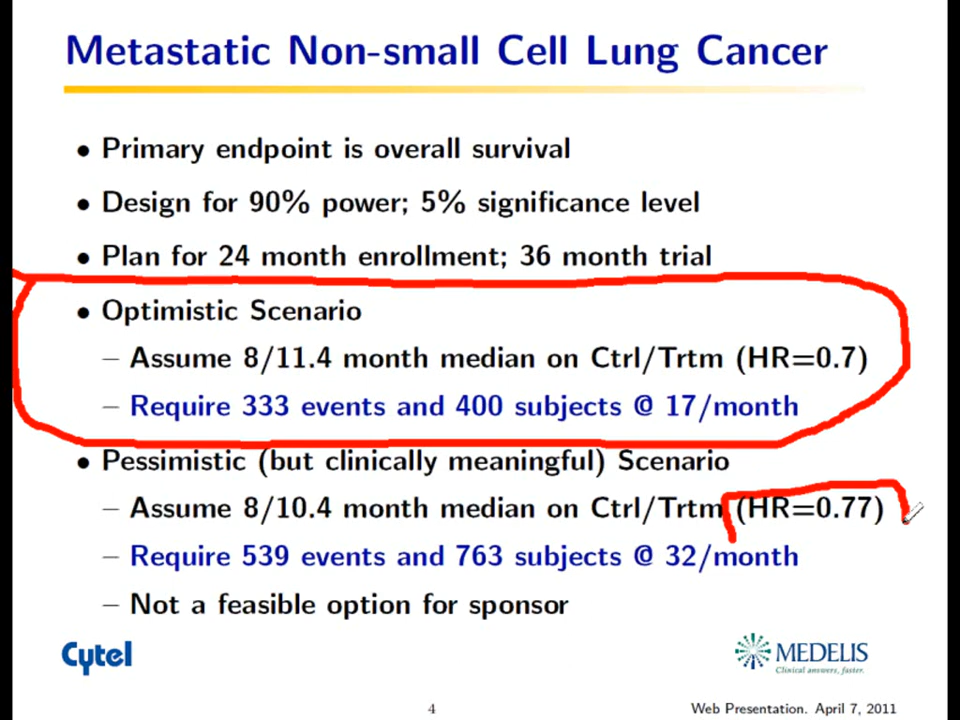 Metastatic Non-small Cell Lung Cancer
• Primary endpoint is overall survival
• Design for 90% power; 5% significance level
• Plan for 24 month enrollment; 36 month trial
• Optimistic Scenario
– Assume 8/11.4 month median on Ctrl/Trtm (HR=0.7)
– Require 333 events and 400 subjects @ 17/month
• Pessimistic (but clinically meaningful) Scenario
– Assume 8/10.4 month median on Ctrl/Trtm (HR=0.77)
– Require 539 events and 763 subjects @ 32/month
– Not a feasible option for sponsor
Cytel
MEDELIS
Clinical answers, faster.
4
Web Presentation. April 7, 2011